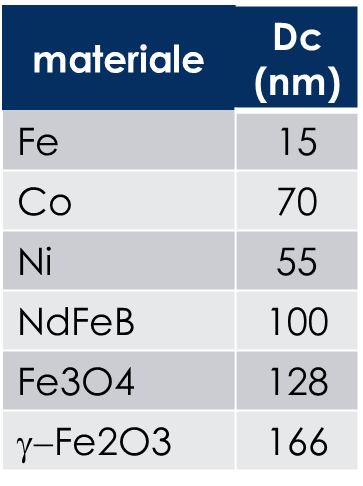 materiale Dc (nm)
Fe 15
Co 70
Ni 55
NdFeB 100
Fe3O4 128
γ–Fe2O3 166